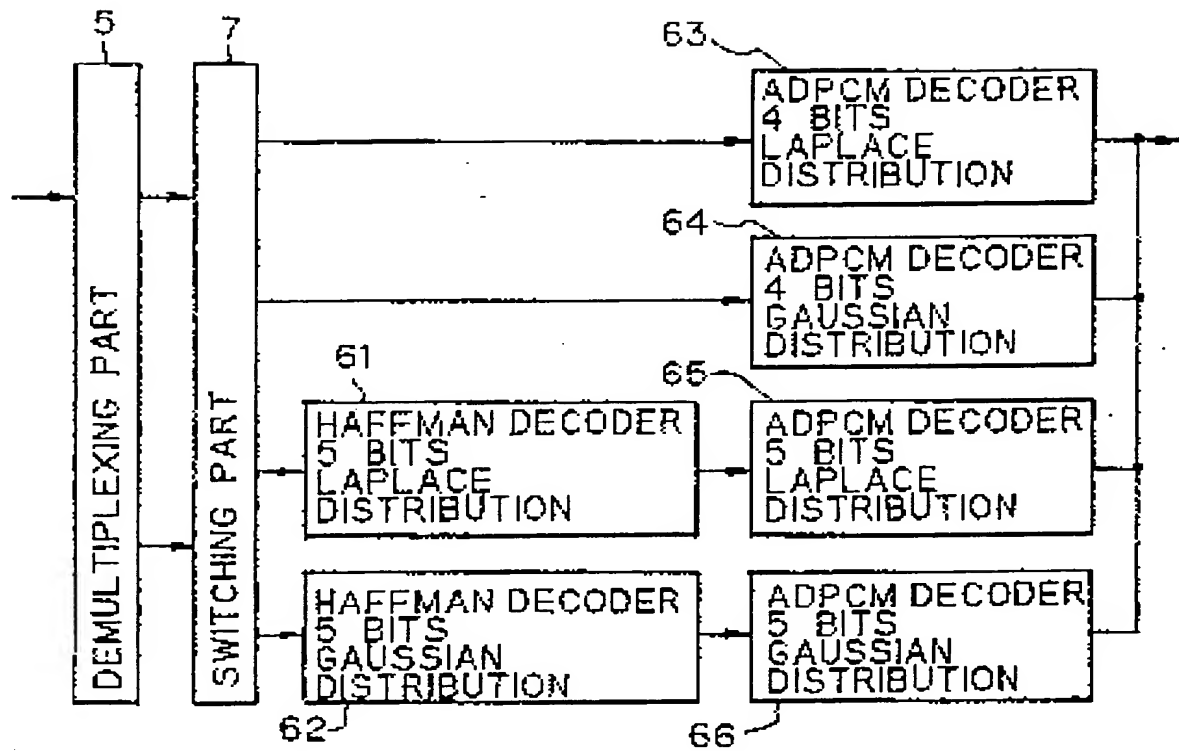 5
DEMULTIPLEXING PART
7
SWITCHING PART
63
ADPCM DECODER
4 BITS
LAPLACE
DISTRIBUTION
64
ADPCM DECODER
4 BITS
GAUSSIAN
DISTRIBUTION
61
HAFFMAN DECODER
5 BITS
LAPLACE
DISTRIBUTION
65
ADPCM DECODER
5 BITS
LAPLACE
DISTRIBUTION
HAFFMAN DECODER
5 BITS
GAUSSIAN
DISTRIBUTION
62
ADPCM DECODER
5 BITS
GAUSSIAN
DISTRIBUTION
66